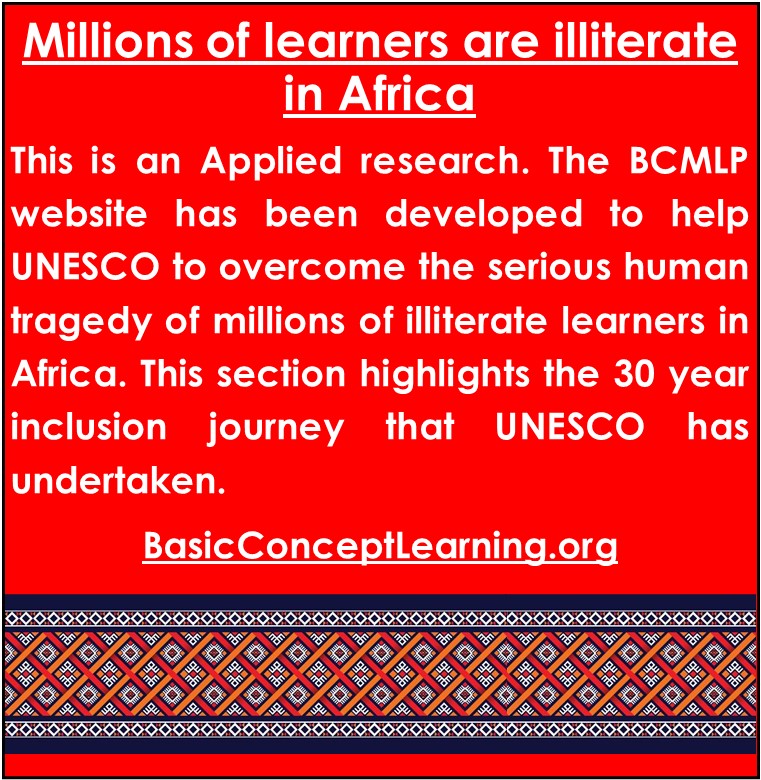 Millions of learners are illiterate
in Africa
This is an Applied research. The BCMLP
website has been developed to help
UNESCO to overcome the serious human
tragedy of millions of illiterate learners in
Africa. This section highlights the 30 year
inclusion journey that UNESCO has
undertaken.
BasicConceptLearning.org